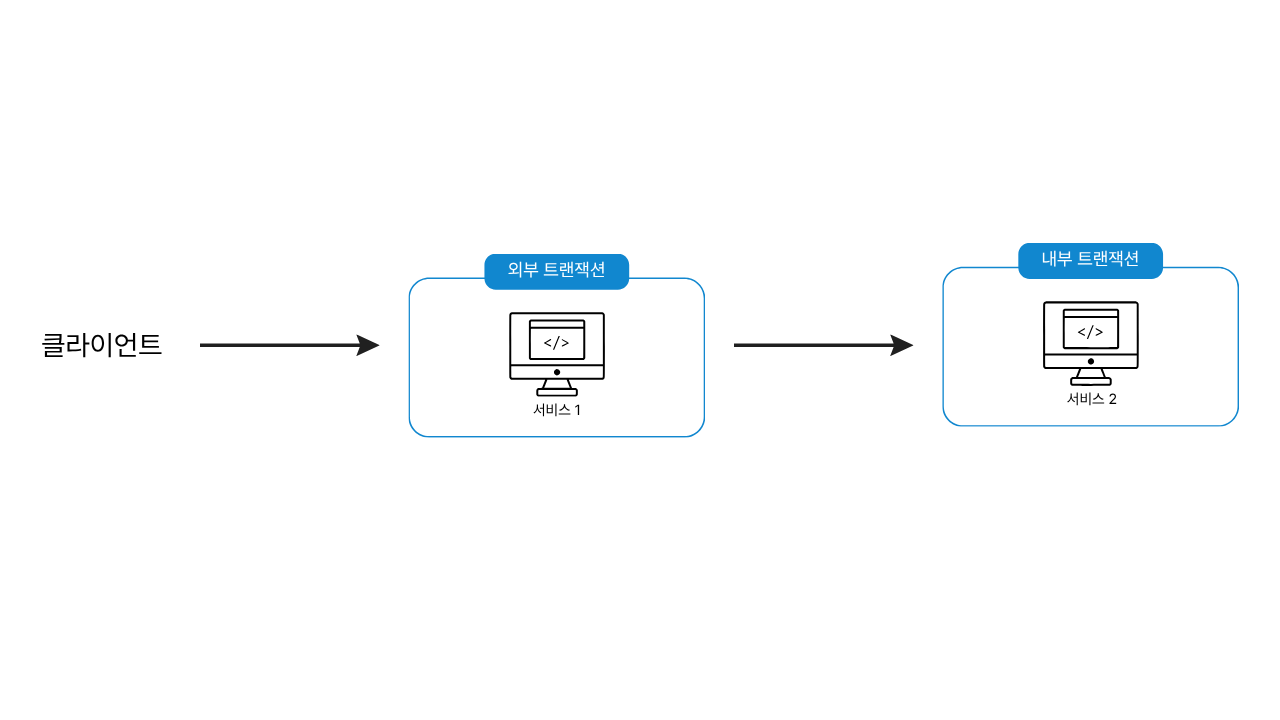 클라이언트
외부 트랜잭션
</>
서비스 1
내부 트랜잭션
</>
서비스 2